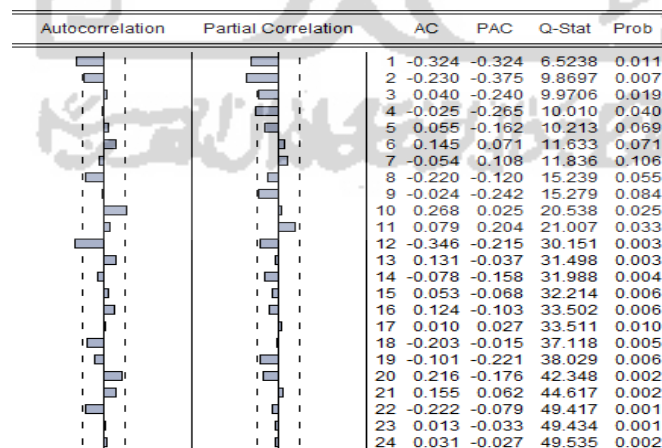 Autocorrelation Partial Correlation AC PAC Q-Stat Prob
1 -0.324 -0.324 6.5238 0.011
2 -0.230 -0.375 9.8697 0.007
3 0.040 -0.240 9.9706 0.019
4 -0.025 -0.265 10.010 0.040
5 0.055 -0.162 10.213 0.069
6 0.145 0.071 11.633 0.071
7 -0.054 0.108 11.836 0.106
8 -0.220 -0.120 15.239 0.055
9 -0.024 -0.242 15.279 0.084
10 0.268 0.025 20.538 0.025
11 0.079 0.204 21.007 0.033
12 -0.346 -0.215 30.151 0.003
13 0.131 -0.037 31.498 0.003
14 -0.078 -0.158 31.988 0.004
15 0.053 -0.068 32.214 0.006
16 0.124 -0.103 33.502 0.006
17 0.010 0.027 33.511 0.010
18 -0.203 -0.015 37.118 0.005
19 -0.101 -0.221 38.029 0.006
20 0.216 -0.176 42.348 0.002
21 0.155 0.062 44.617 0.002
22 -0.222 -0.079 49.417 0.001
23 0.013 -0.033 49.434 0.001
24 0.031 -0.027 49.535 0.002